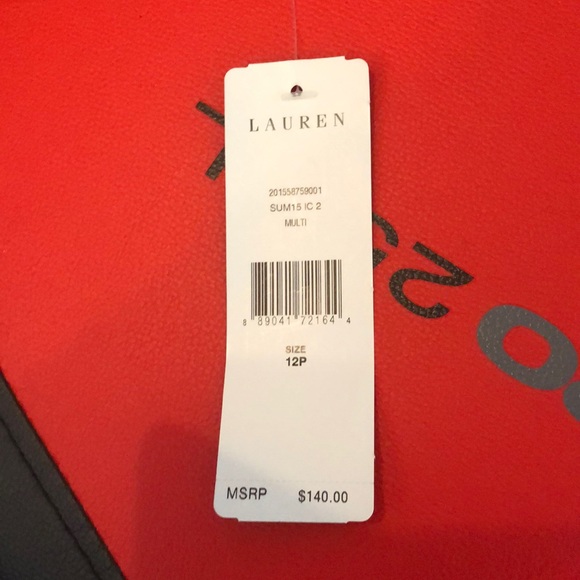 LAUREN
201558759001
SUM15 IC 2
MULTI
8 89041 72164 4
SIZE
12P
MSRP $140.00